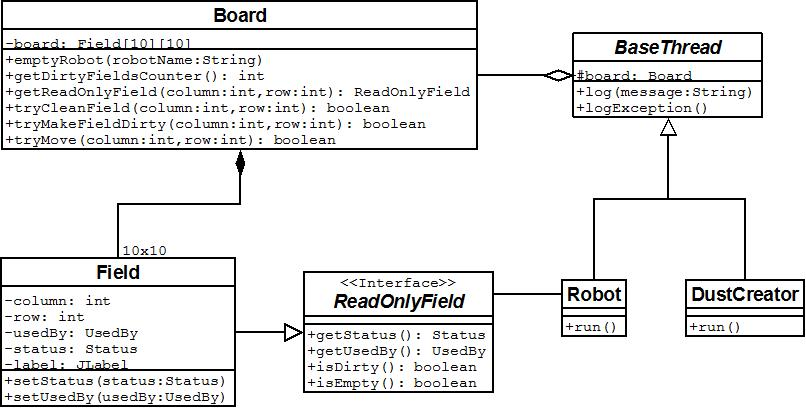 Board
-board: Field[10][10]
+emptyRobot(robotName:String)
+getDirtyFieldsCounter(): int
+getReadOnlyField(column:int,row:int): ReadOnlyField
+tryCleanField(column:int,row:int): boolean
+tryMakeFieldDirty(column:int,row:int): boolean
+tryMove(column:int,row:int): boolean
BaseThread
#board: Board
+log(message:String)
+logException()
10x10
Field
-column: int
-row: int
-usedBy: UsedBy
-status: Status
-label: JLabel
+setStatus(status:Status)
+setUsedBy(usedBy:UsedBy)
<<Interface>>
ReadOnlyField
+getStatus(): Status
+getUsedBy(): UsedBy
+isDirty(): boolean
+isEmpty(): boolean
Robot
+run()
DustCreator
+run()